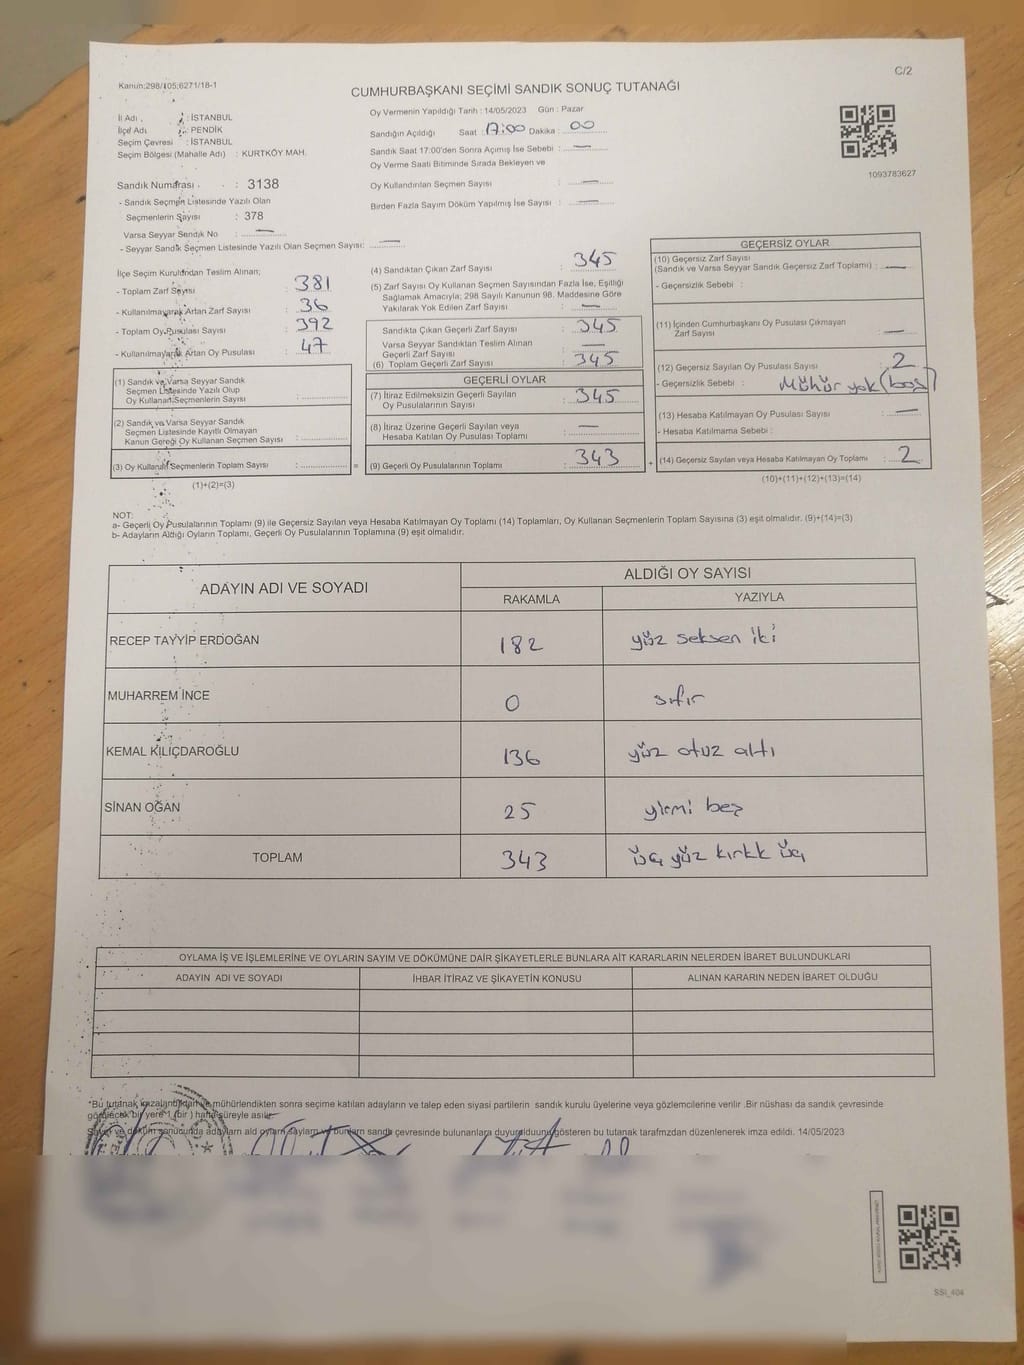 C/2
Kanun:298/105;6271/18-1
CUMHURBAŞKANI SEÇİMİ SANDIK SONUÇ TUTANAĞI
İl Adı : İSTANBUL
İlçe Adı : PENDİK
Seçim Çevresi : İSTANBUL
Seçim Bölgesi (Mahalle Adı) : KURTKÖY MAH.
Oy Vermenin Yapıldığı Tarih : 14/05/2023 Gün : Pazar
Sandığın Açıldığı Saat : 17:00 Dakika : 00
Sandık Saat 17:00'den Sonra Açımış İse Sebebi : —
Oy Verme Saati Bitiminde Sırada Bekleyen ve
Oy Kullandırılan Seçmen Sayısı : —
Birden Fazla Sayım Döküm Yapılmış İse Sayısı : —
1093783627
Sandık Numarası : 3138
- Sandık Seçmen Listesinde Yazılı Olan
Seçmenlerin Sayısı : 378
Varsa Seyyar Sandık No : —
- Seyyar Sandık Seçmen Listesinde Yazılı Olan Seçmen Sayısı: —
İlçe Seçim Kurulundan Teslim Alınan;
- Toplam Zarf Sayısı : 381
- Kullanılmayarak Artan Zarf Sayısı : 36
- Toplam Oy Pusulası Sayısı : 392
- Kullanılmayarak Artan Oy Pusulası : 47
(1) Sandık ve Varsa Seyyar Sandık
Seçmen Listesinde Yazılı Olup
Oy Kullanan Seçmenlerin Sayısı :
(2) Sandık ve Varsa Seyyar Sandık
Seçmen Listesinde Kayıtlı Olmayan
Kanun Gereği Oy Kullanan Seçmen Sayısı :
(3) Oy Kullanan Seçmenlerin Toplam Sayısı : =
(1)+(2)=(3)
(4) Sandıktan Çıkan Zarf Sayısı : 345
(5) Zarf Sayısı Oy Kullanan Seçmen Sayısından Fazla İse, Eşitliği
Sağlamak Amacıyla; 298 Sayılı Kanunun 98. Maddesine Göre
Yakılarak Yok Edilen Zarf Sayısı : —
Sandıkta Çıkan Geçerli Zarf Sayısı : 345
Varsa Seyyar Sandıktan Teslim Alınan
Geçerli Zarf Sayısı : —
(6) Toplam Geçerli Zarf Sayısı : 345
GEÇERLİ OYLAR
(7) İtiraz Edilmeksizin Geçerli Sayılan
Oy Pusulalarının Sayısı : 345
(8) İtiraz Üzerine Geçerli Sayılan veya
Hesaba Katılan Oy Pusulası Toplamı : —
(9) Geçerli Oy Pusulalarının Toplamı : 343 +
GEÇERSİZ OYLAR
(10) Geçersiz Zarf Sayısı
(Sandık ve Varsa Seyyar Sandık Geçersiz Zarf Toplamı) : —
- Geçersizlik Sebebi :
(11) İçinden Cumhurbaşkanı Oy Pusulası Çıkmayan
Zarf Sayısı : —
(12) Geçersiz Sayılan Oy Pusulası Sayısı : 2
- Geçersizlik Sebebi : Mühür yok (boş)
(13) Hesaba Katılmayan Oy Pusulası Sayısı : —
- Hesaba Katılmama Sebebi :
(14) Geçersiz Sayılan veya Hesaba Katılmayan Oy Toplamı : 2
(10)+(11)+(12)+(13)=(14)
NOT:
a- Geçerli Oy Pusulalarının Toplamı (9) ile Geçersiz Sayılan veya Hesaba Katılmayan Oy Toplamı (14) Toplamları, Oy Kullanan Seçmenlerin Toplam Sayısına (3) eşit olmalıdır. (9)+(14)=(3)
b- Adayların Aldığı Oyların Toplamı, Geçerli Oy Pusulalarının Toplamına (9) eşit olmalıdır.
ADAYIN ADI VE SOYADI ALDIĞI OY SAYISI
RAKAMLA YAZIYLA
RECEP TAYYİP ERDOĞAN 182 yüz seksen iki
MUHARREM İNCE 0 sıfır
KEMAL KILIÇDAROĞLU 136 yüz otuz altı
SİNAN OĞAN 25 yirmi beş
TOPLAM 343 üç yüz kırkk üç
OYLAMA İŞ VE İŞLEMLERİNE VE OYLARIN SAYIM VE DÖKÜMÜNE DAİR ŞİKAYETLERLE BUNLARA AİT KARARLARIN NELERDEN İBARET BULUNDUKLARI
ADAYIN ADI VE SOYADI İHBAR İTİRAZ VE ŞİKAYETİN KONUSU ALINAN KARARIN NEDEN İBARET OLDUĞU
*Bu tutanak imzalandıktan ve mühürlendikten sonra seçime katılan adayların ve talep eden siyasi partilerin sandık kurulu üyelerine veya gözlemcilerine verilir .Bir nüshası da sandık çevresinde
görülecek bir yere 1 (bir ) hafta süreyle asılır.
Sayım ve döküm sonucunda adayların ald oyların sayların ve bunların sandık çevresinde bulunanlara duyurulduunu gösteren bu tutanak tarafmzdan düzenlenerek imza edildi. 14/05/2023
SSİ_404